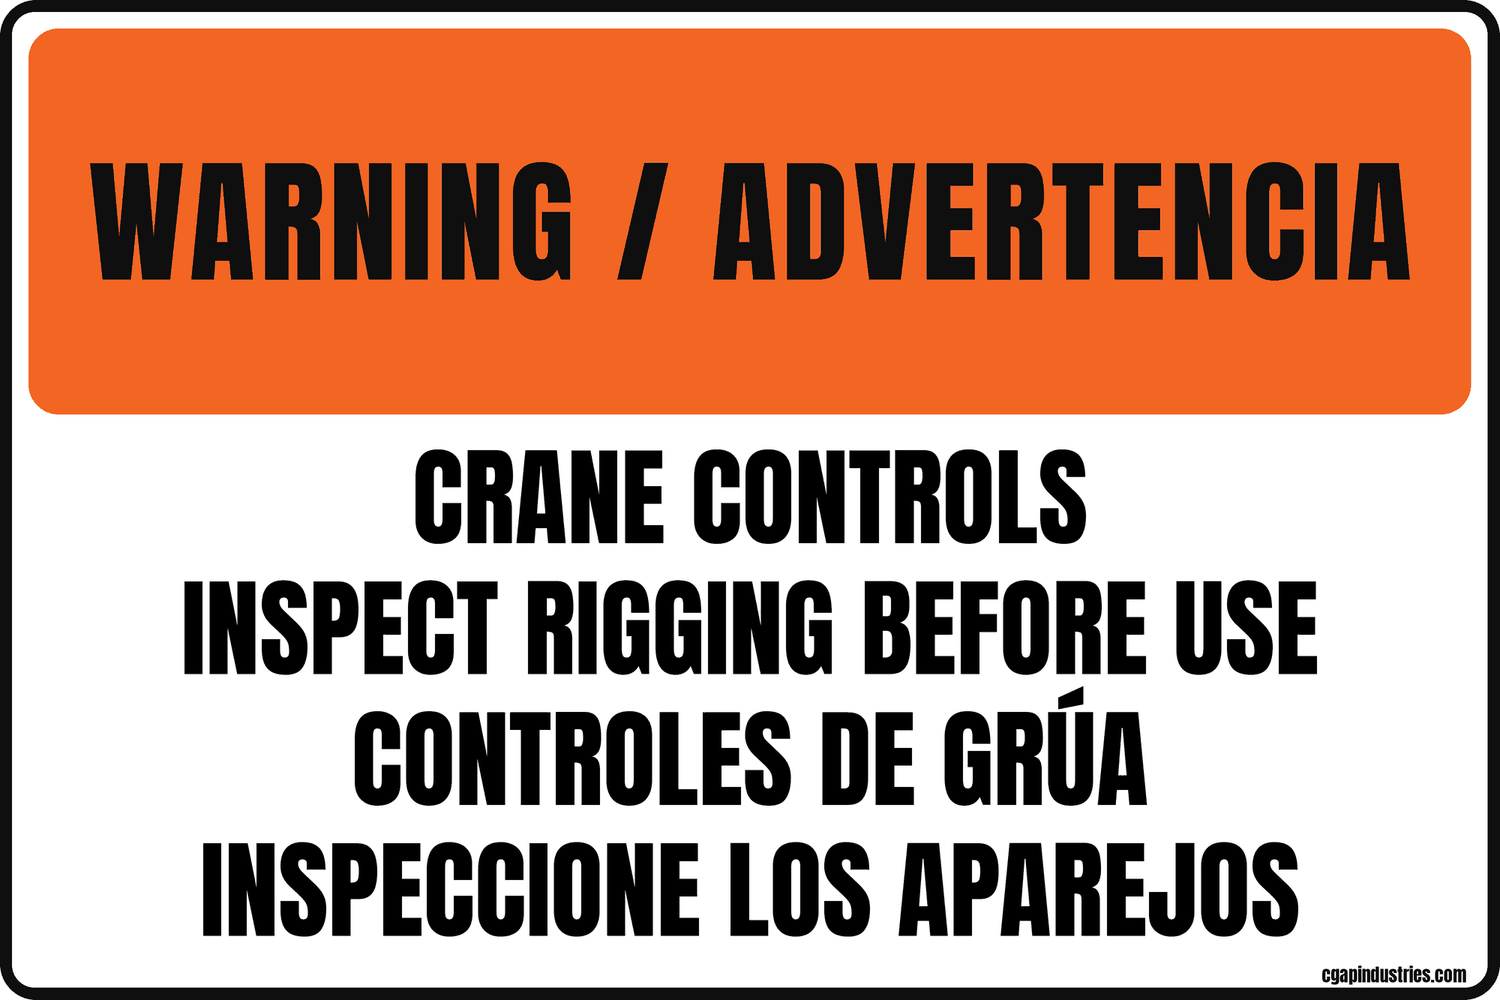 WARNING / ADVERTENCIA
CRANE CONTROLS
INSPECT RIGGING BEFORE USE
CONTROLES DE GRÚA
INSPECCIONE LOS APAREJOS
cgapindustries.com